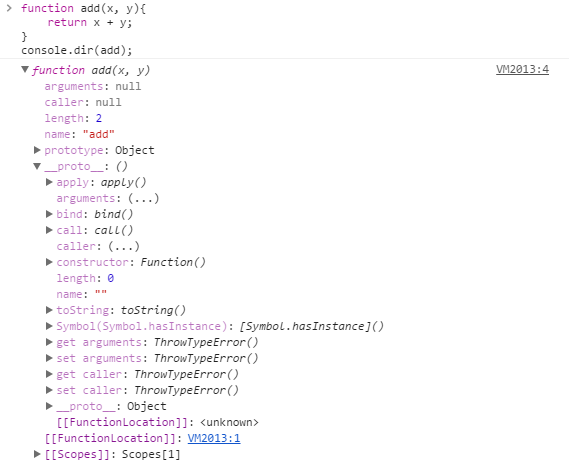 > function add(x, y){
return x + y;
}
console.dir(add);
▼ function add(x, y) VM2013:4
arguments: null
caller: null
length: 2
name: "add"
▶ prototype: Object
▼ __proto__: ()
▶ apply: apply()
arguments: (...)
▶ bind: bind()
▶ call: call()
caller: (...)
▶ constructor: Function()
length: 0
name: ""
▶ toString: toString()
▶ Symbol(Symbol.hasInstance): [Symbol.hasInstance]()
▶ get arguments: ThrowTypeError()
▶ set arguments: ThrowTypeError()
▶ get caller: ThrowTypeError()
▶ set caller: ThrowTypeError()
▶ __proto__: Object
[[FunctionLocation]]: <unknown>
[[FunctionLocation]]: VM2013:1
▶ [[Scopes]]: Scopes[1]